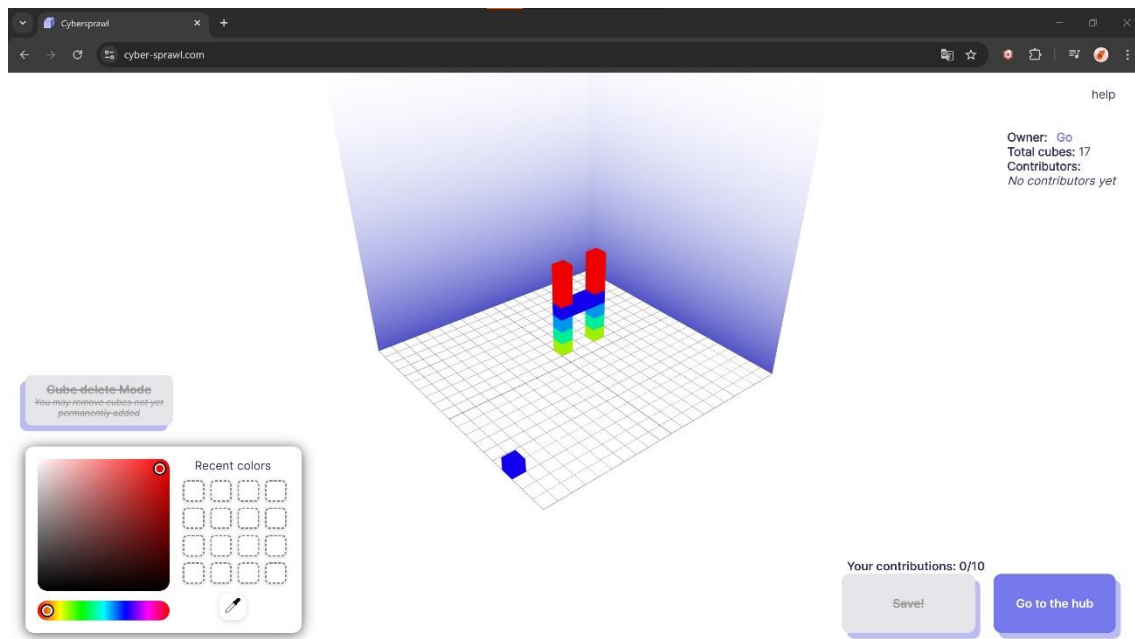 Cybersprawl
cyber-sprawl.com
help
Owner: Go
Total cubes: 17
Contributors:
No contributors yet
Cube delete Mode
You may remove cubes not yet
permanently added
Recent colors
Your contributions: 0/10
Save!
Go to the hub